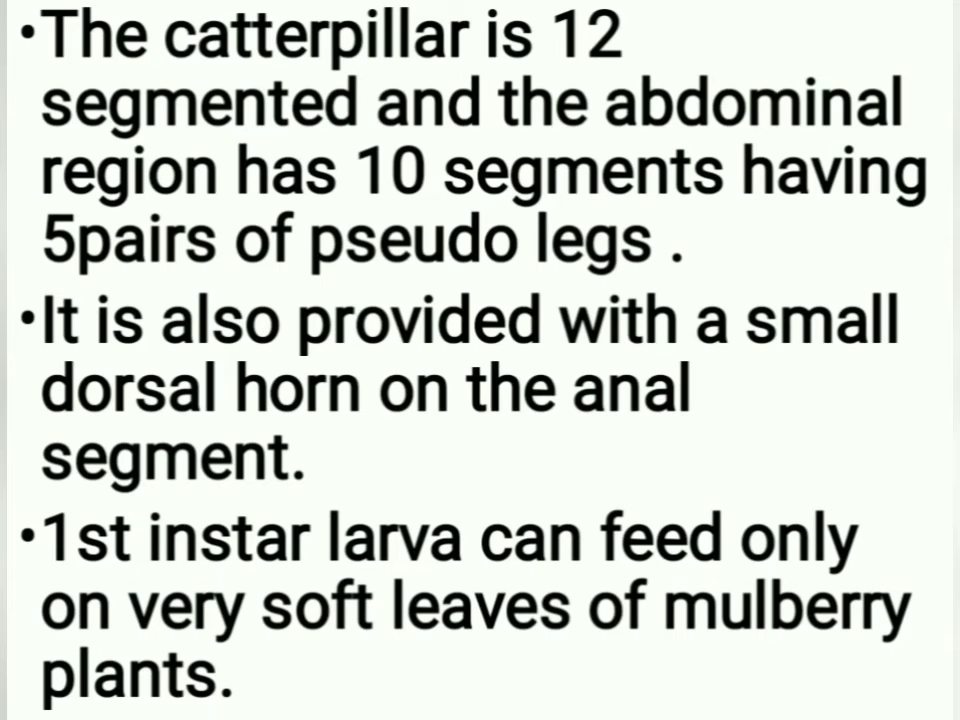 •The catterpillar is 12
segmented and the abdominal
region has 10 segments having
5pairs of pseudo legs .
•It is also provided with a small
dorsal horn on the anal
segment.
•1st instar larva can feed only
on very soft leaves of mulberry
plants.